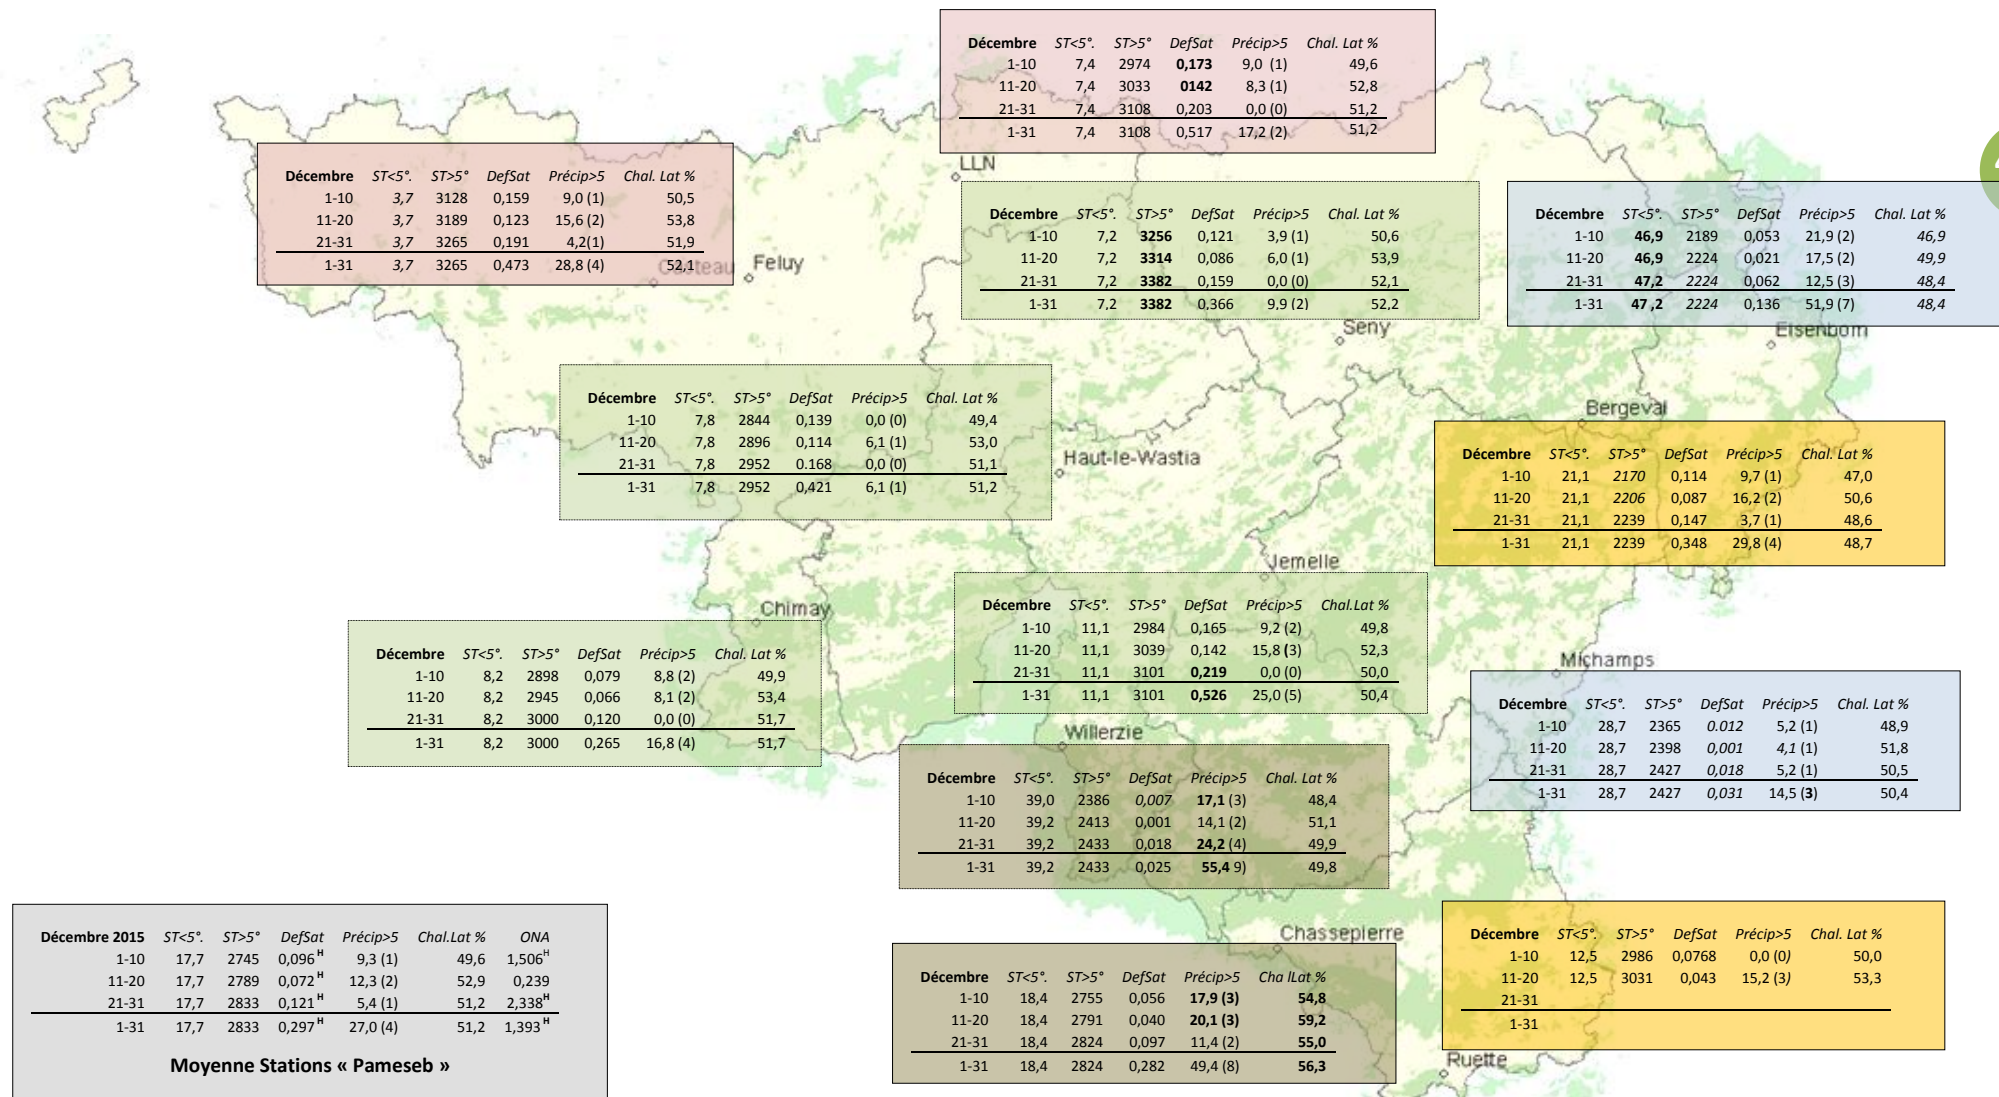 Décembre ST<5°. ST>5° DefSat Précip>5 Chal. Lat %
1-10 7,4 2974 0,173 9,0 (1) 49,6
11-20 7,4 3033 0142 8,3 (1) 52,8
21-31 7,4 3108 0,203 0,0 (0) 51,2
1-31 7,4 3108 0,517 17,2 (2) 51,2
LLN
Décembre ST<5°. ST>5° DefSat Précip>5 Chal. Lat %
1-10 3,7 3128 0,159 9,0 (1) 50,5
11-20 3,7 3189 0,123 15,6 (2) 53,8
21-31 3,7 3265 0,191 4,2(1) 51,9
1-31 3,7 3265 0,473 28,8 (4) 52,1
Feluy
Décembre ST<5°. ST>5° DefSat Précip>5 Chal. Lat %
1-10 7,2 3256 0,121 3,9 (1) 50,6
11-20 7,2 3314 0,086 6,0 (1) 53,9
21-31 7,2 3382 0,159 0,0 (0) 52,1
1-31 7,2 3382 0,366 9,9 (2) 52,2
Seny
Décembre ST<5°. ST>5° DefSat Précip>5 Chal. Lat %
1-10 46,9 2189 0,053 21,9 (2) 46,9
11-20 46,9 2224 0,021 17,5 (2) 49,9
21-31 47,2 2224 0,062 12,5 (3) 48,4
1-31 47,2 2224 0,136 51,9 (7) 48,4
Elsenborn
Décembre ST<5°. ST>5° DefSat Précip>5 Chal. Lat %
1-10 7,8 2844 0,139 0,0 (0) 49,4
11-20 7,8 2896 0,114 6,1 (1) 53,0
21-31 7,8 2952 0.168 0,0 (0) 51,1
1-31 7,8 2952 0,421 6,1 (1) 51,2
Haut-le-Wastia
Bergeval
Décembre ST<5°. ST>5° DefSat Précip>5 Chal. Lat %
1-10 21,1 2170 0,114 9,7 (1) 47,0
11-20 21,1 2206 0,087 16,2 (2) 50,6
21-31 21,1 2239 0,147 3,7 (1) 48,6
1-31 21,1 2239 0,348 29,8 (4) 48,7
Jemelle
Décembre ST<5°. ST>5° DefSat Précip>5 Chal.Lat %
1-10 11,1 2984 0,165 9,2 (2) 49,8
11-20 11,1 3039 0,142 15,8 (3) 52,3
21-31 11,1 3101 0,219 0,0 (0) 50,0
1-31 11,1 3101 0,526 25,0 (5) 50,4
Chimay
Décembre ST<5°. ST>5° DefSat Précip>5 Chal. Lat %
1-10 8,2 2898 0,079 8,8 (2) 49,9
11-20 8,2 2945 0,066 8,1 (2) 53,4
21-31 8,2 3000 0,120 0,0 (0) 51,7
1-31 8,2 3000 0,265 16,8 (4) 51,7
Michamps
Décembre ST<5°. ST>5° DefSat Précip>5 Chal. Lat %
1-10 28,7 2365 0.012 5,2 (1) 48,9
11-20 28,7 2398 0,001 4,1 (1) 51,8
21-31 28,7 2427 0,018 5,2 (1) 50,5
1-31 28,7 2427 0,031 14,5 (3) 50,4
Willerzie
Décembre ST<5°. ST>5° DefSat Précip>5 Chal. Lat %
1-10 39,0 2386 0,007 17,1 (3) 48,4
11-20 39,2 2413 0,001 14,1 (2) 51,1
21-31 39,2 2433 0,018 24,2 (4) 49,9
1-31 39,2 2433 0,025 55,4 9) 49,8
Décembre 2015 ST<5°. ST>5° DefSat Précip>5 Chal.Lat % ONA
1-10 17,7 2745 0,096 H 9,3 (1) 49,6 1,506H
11-20 17,7 2789 0,072 H 12,3 (2) 52,9 0,239
21-31 17,7 2833 0,121 H 5,4 (1) 51,2 2,338H
1-31 17,7 2833 0,297 H 27,0 (4) 51,2 1,393 H
Moyenne Stations « Pameseb »
Chassepierre
Décembre ST<5°. ST>5° DefSat Précip>5 Cha lLat %
1-10 18,4 2755 0,056 17,9 (3) 54,8
11-20 18,4 2791 0,040 20,1 (3) 59,2
21-31 18,4 2824 0,097 11,4 (2) 55,0
1-31 18,4 2824 0,282 49,4 (8) 56,3
Décembre ST<5°. ST>5° DefSat Précip>5 Chal. Lat %
1-10 12,5 2986 0,0768 0,0 (0) 50,0
11-20 12,5 3031 0,043 15,2 (3) 53,3
21-31
1-31
Ruette